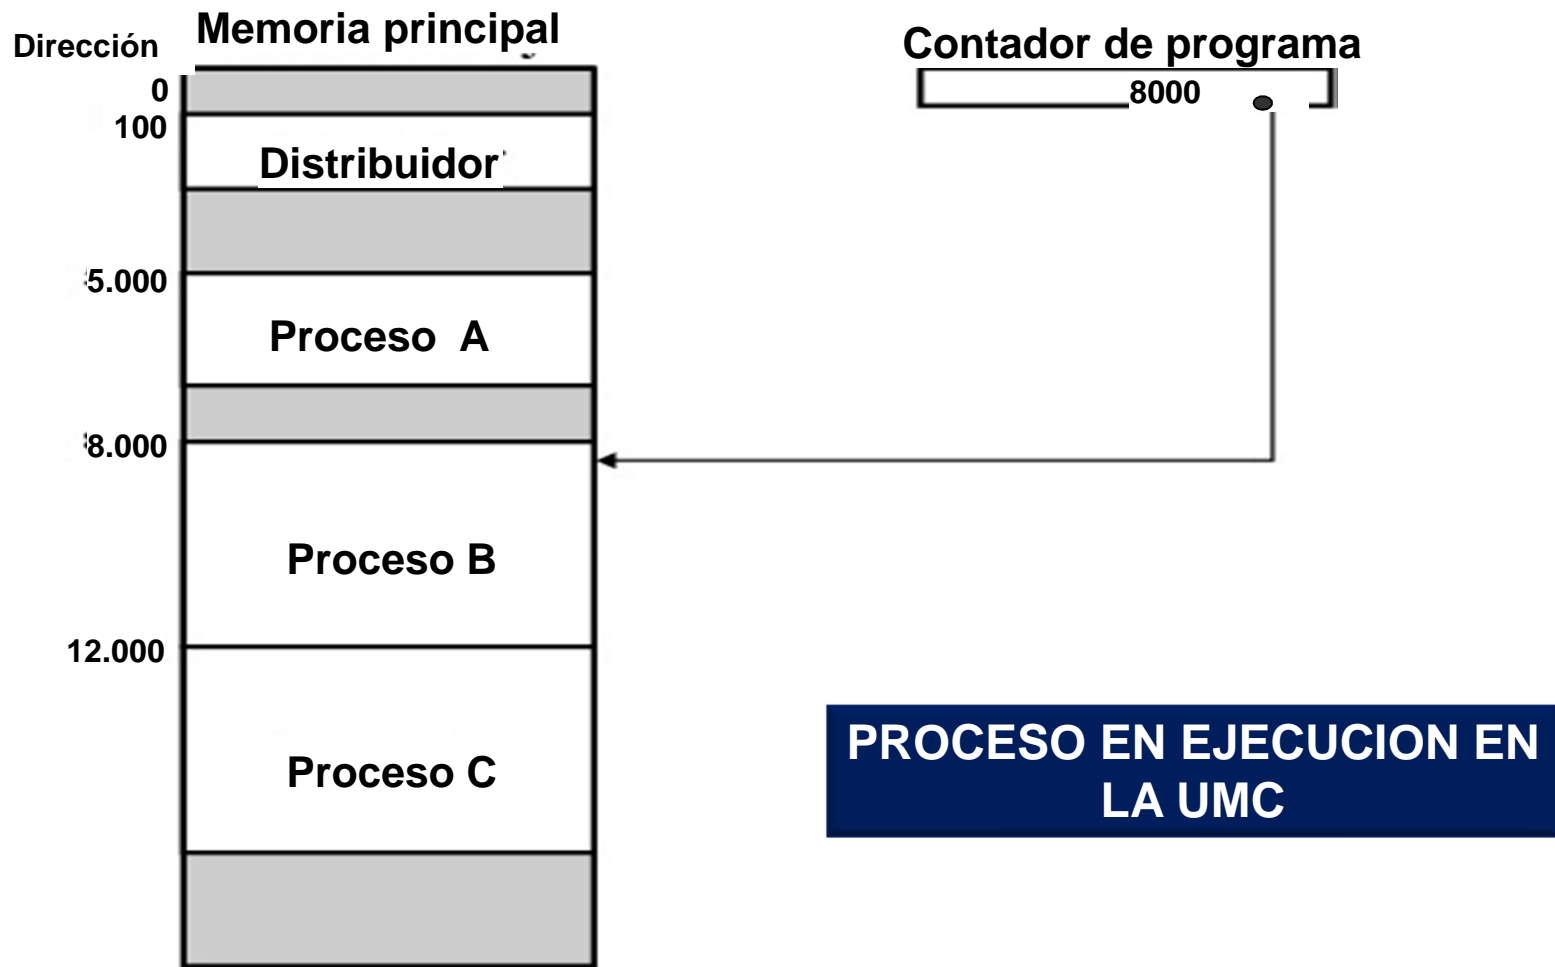 Memoria principal
Dirección
Contador de programa
0
8000
100
Distribuidor
5.000
Proceso A
8.000
Proceso B
12.000
Proceso C
PROCESO EN EJECUCION EN
LA UMC